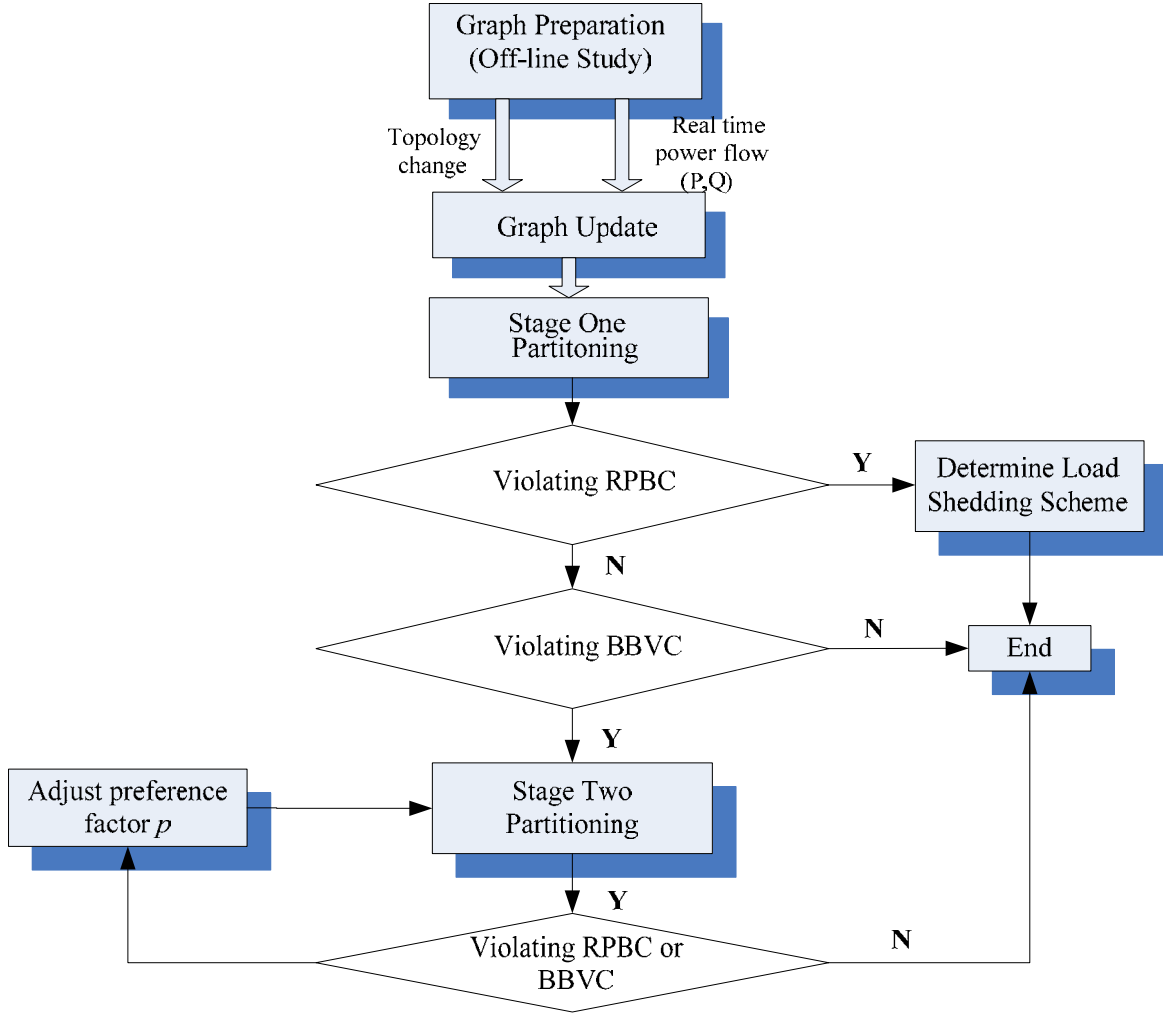 Graph Preparation
(Off-line Study)
Topology
change
Real time
power flow
(P,Q)
Graph Update
Stage One
Partitoning
Violating RPBC
Y
Determine Load
Shedding Scheme
N
Violating BBVC
N
End
Y
Adjust preference
factor p
Stage Two
Partitioning
Y
Violating RPBC or
BBVC
N